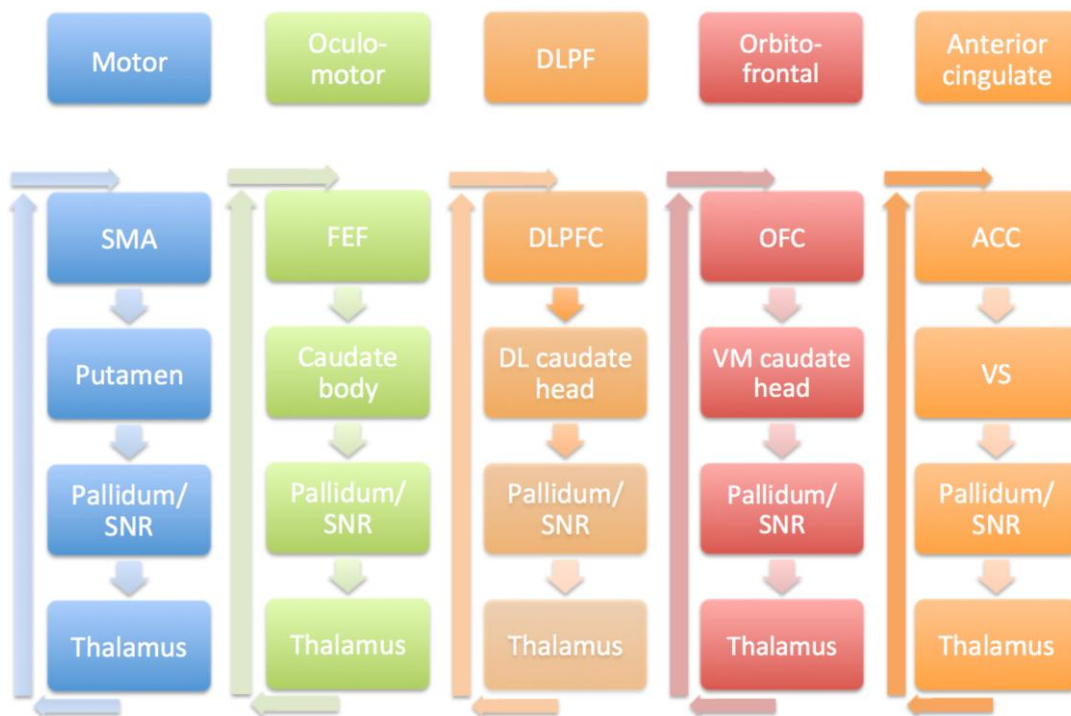 Motor
Oculo-
motor
DLPF
Orbito-
frontal
Anterior
cingulate
SMA
FEF
DLPFC
OFC
ACC
Putamen
Caudate
body
DL caudate
head
VM caudate
head
VS
Pallidum/
SNR
Pallidum/
SNR
Pallidum/
SNR
Pallidum/
SNR
Pallidum/
SNR
Thalamus
Thalamus
Thalamus
Thalamus
Thalamus